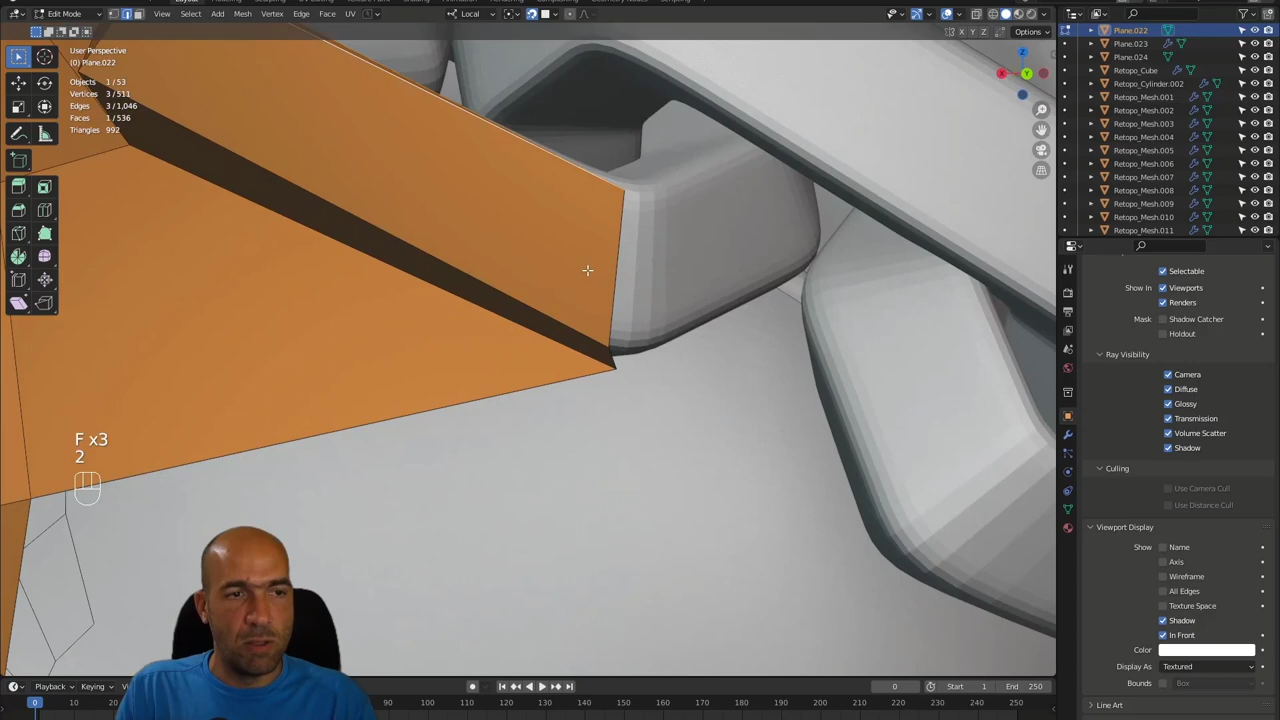 Edit Mode View Select Add Mesh Vertex Edge Face UV Local
X Y Z Options
User Perspective
(0) Plane.022
Objects 1 / 53
Vertices 3 / 511
Edges 3 / 1,046
Faces 1 / 536
Triangles 992
Z
X Y
F x3
2
Plane.022
Plane.023
Plane.024
Retopo_Cube
Retopo_Cylinder.002
Retopo_Mesh.001
Retopo_Mesh.002
Retopo_Mesh.003
Retopo_Mesh.004
Retopo_Mesh.005
Retopo_Mesh.006
Retopo_Mesh.007
Retopo_Mesh.008
Retopo_Mesh.009
Retopo_Mesh.010
Retopo_Mesh.011
Selectable
Show In Viewports
Renders
Mask Shadow Catcher
Holdout
Ray Visibility
Camera
Diffuse
Glossy
Transmission
Volume Scatter
Shadow
Culling
Use Camera Cull
Use Distance Cull
Viewport Display
Show Name
Axis
Wireframe
All Edges
Texture Space
Shadow
In Front
Color
Display As Textured
Bounds Box
Line Art
Playback Keying 0 Start 1 End 250
0 10 20 30 40 60 70 80 90 100 110 120 130 140 150 160 170 180 190 200 210 220 230 240 250